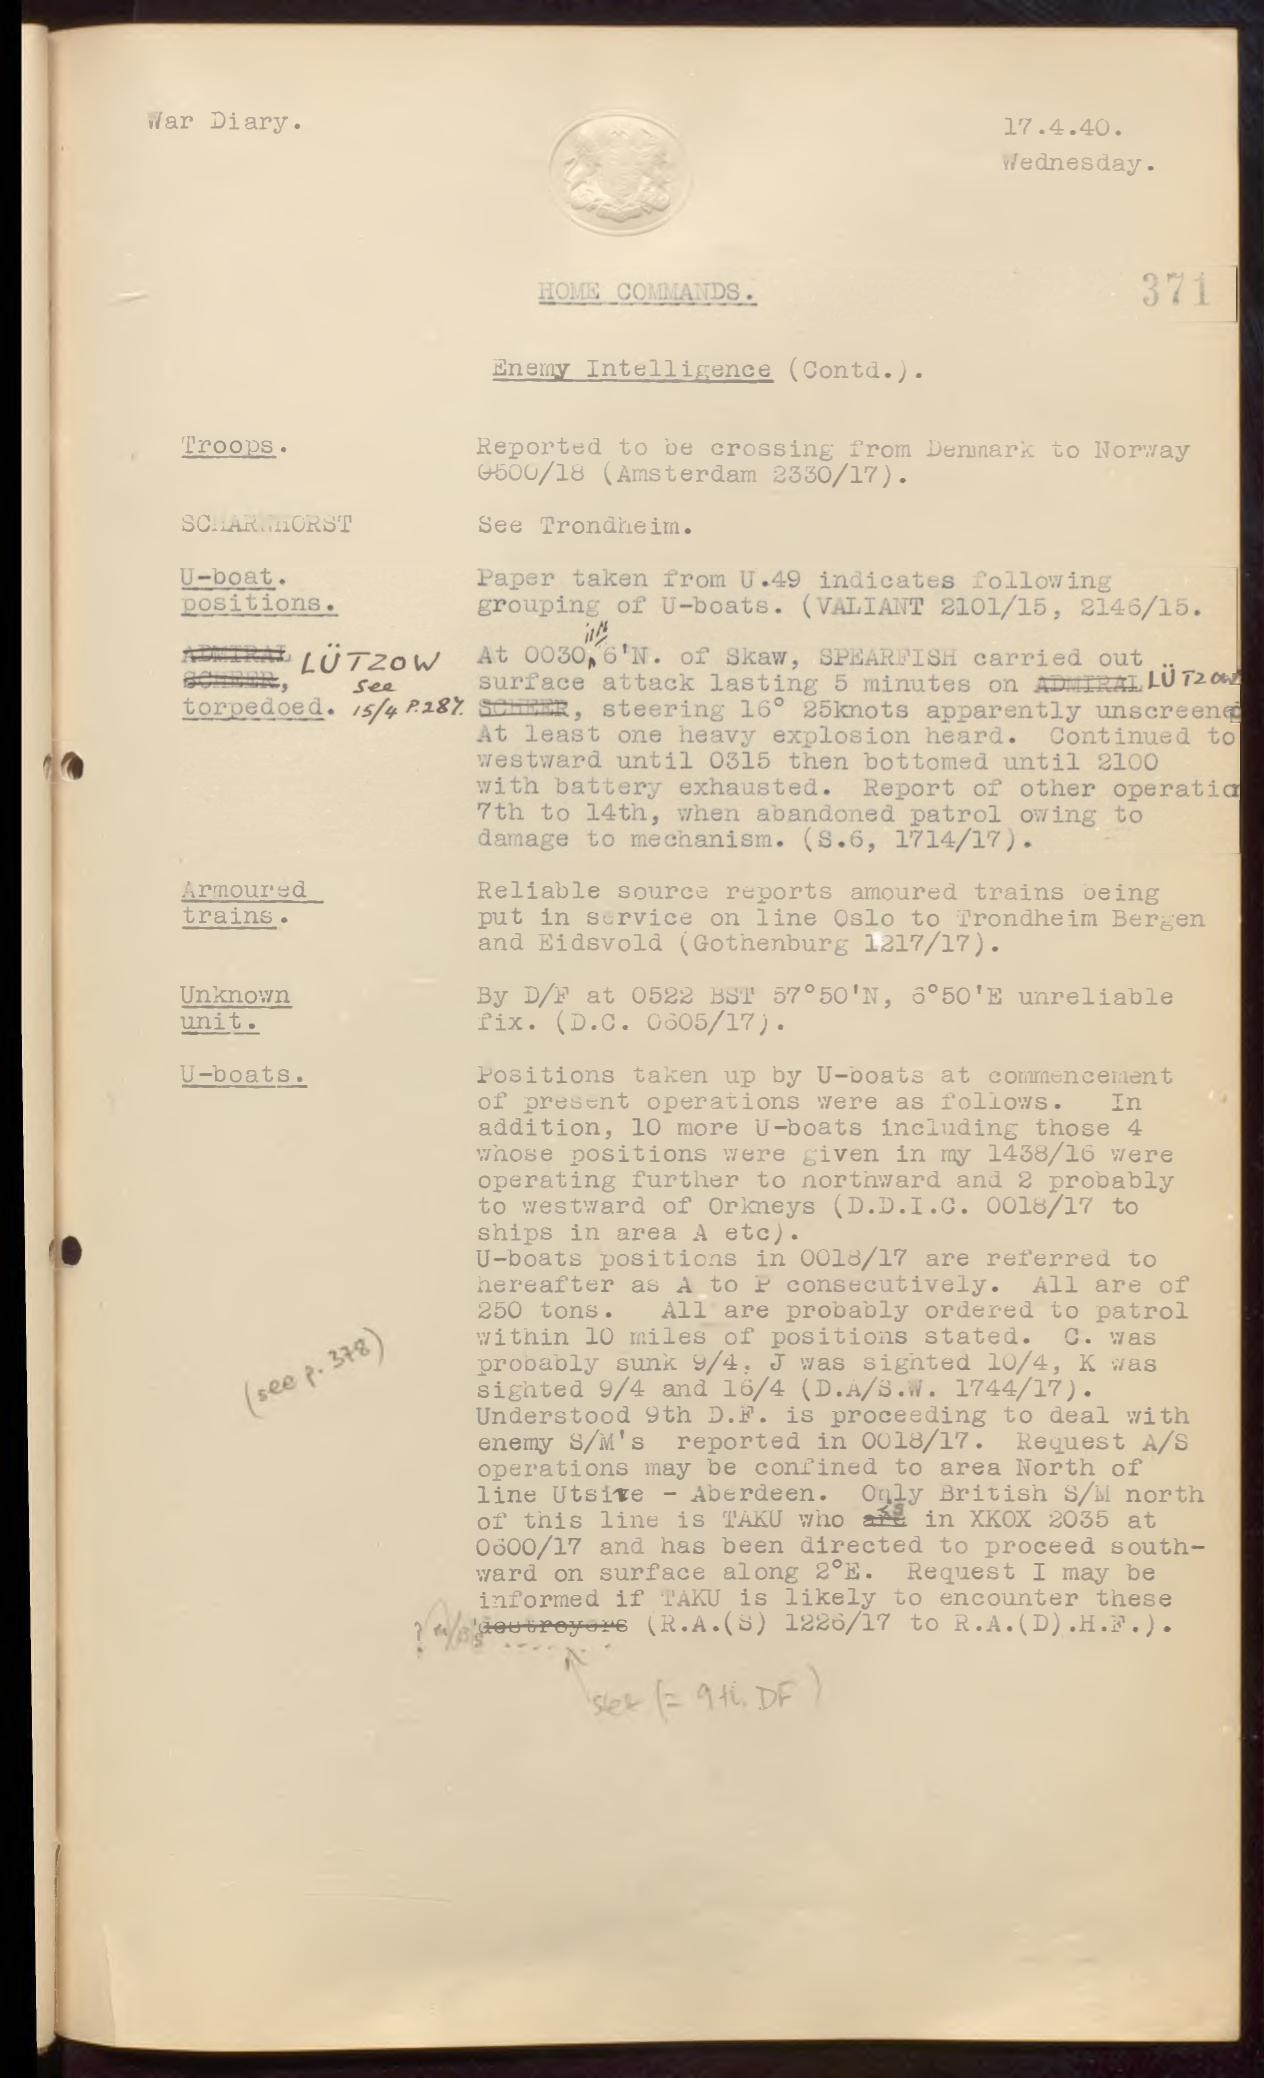 War Diary.
17.4.40.
Wednesday.
HOME COMMANDS.
371
Enemy Intelligence (Contd.).
Troops.
Reported to be crossing from Denmark to Norway
0500/18 (Amsterdam 2330/17).
SCHARNHORST
See Trondheim.
U-boat.
positions.
Paper taken from U.49 indicates following
grouping of U-boats. (VALIANT 2101/15, 2146/15.
ADMIRAL LÜTZOW
SCHEER, see
torpedoed. 15/4 P.287.
11/4
At 0030, 6'N. of Skaw, SPEARFISH carried out
surface attack lasting 5 minutes on ADMIRAL LÜTZOW
SCHEER, steering 16° 25knots apparently unscreened
At least one heavy explosion heard. Continued to
westward until 0315 then bottomed until 2100
with battery exhausted. Report of other operatio
7th to 14th, when abandoned patrol owing to
damage to mechanism. (S.6, 1714/17).
Armoured
trains.
Reliable source reports amoured trains being
put in service on line Oslo to Trondheim Bergen
and Eidsvold (Gothenburg 1217/17).
Unknown
unit.
By D/F at 0522 BST 57°50'N, 6°50'E unreliable
fix. (D.C. 0605/17).
U-boats.
Positions taken up by U-boats at commencement
of present operations were as follows. In
addition, 10 more U-boats including those 4
whose positions were given in my 1438/16 were
operating further to northward and 2 probably
to westward of Orkneys (D.D.I.C. 0018/17 to
ships in area A etc).
U-boats positions in 0018/17 are referred to
hereafter as A to P consecutively. All are of
250 tons. All are probably ordered to patrol
within 10 miles of positions stated. C. was
probably sunk 9/4, J was sighted 10/4, K was
sighted 9/4 and 16/4 (D.A/S.W. 1744/17).
(see p. 378)
Understood 9th D.F. is proceeding to deal with
enemy S/M's reported in 0018/17. Request A/S
operations may be confined to area North of
line Utsire - Aberdeen. Only British S/M north
of this line is TAKU who are is in XKOX 2035 at
0600/17 and has been directed to proceed south-
ward on surface along 2°E. Request I may be
informed if TAKU is likely to encounter these
destroyers (R.A.(S) 1226/17 to R.A.(D).H.F.).
(= 9th. DF)